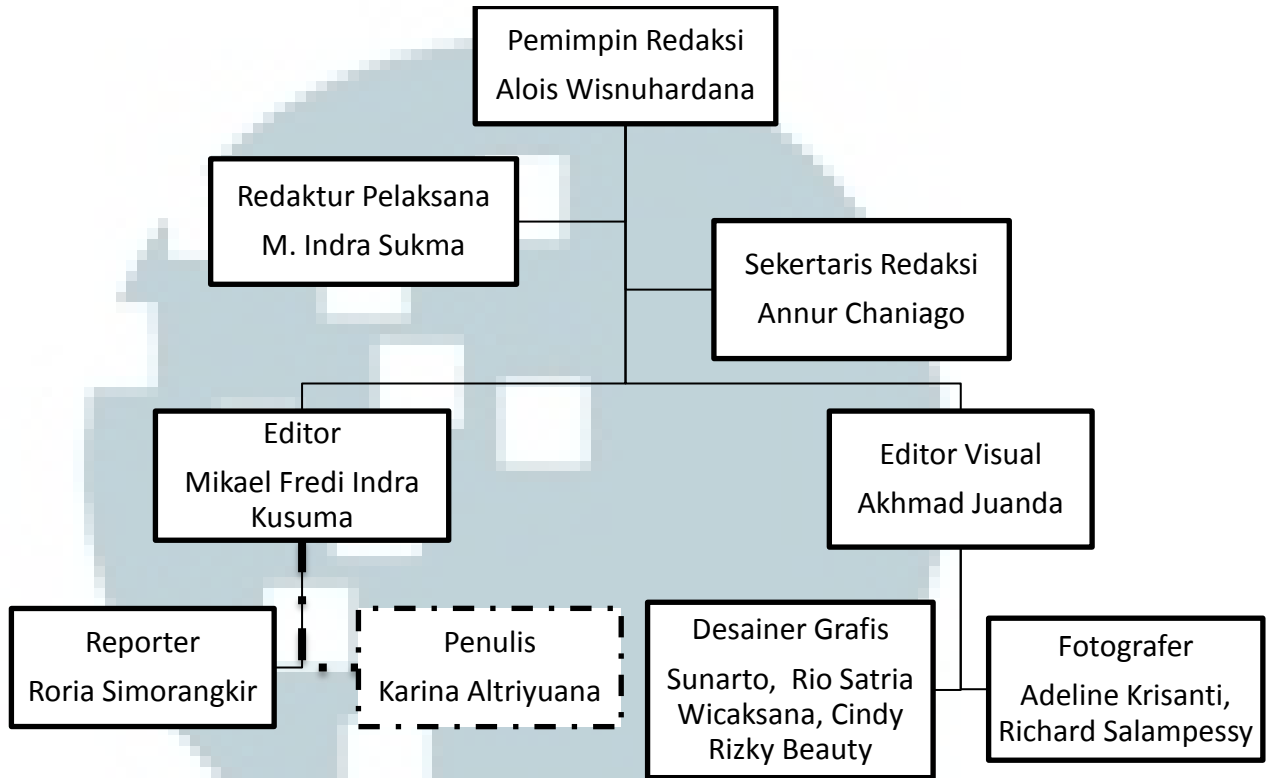 Pemimpin Redaksi
Alois Wisnuhardana
Redaktur Pelaksana
M. Indra Sukma
Sekertaris Redaksi
Annur Chaniago
Editor
Mikael Fredi Indra
Kusuma
Editor Visual
Akhmad Juanda
Reporter
Roria Simorangkir
Penulis
Karina Altriyuana
Desainer Grafis
Sunarto, Rio Satria
Wicaksana, Cindy
Rizky Beauty
Fotografer
Adeline Krisanti,
Richard Salampessy